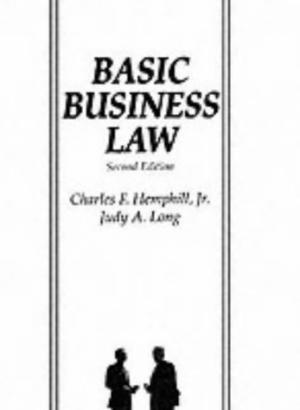 BASIC
BUSINESS
LAW
Second Edition
Charles F. Hemphill, Jr.
Judy A. Long